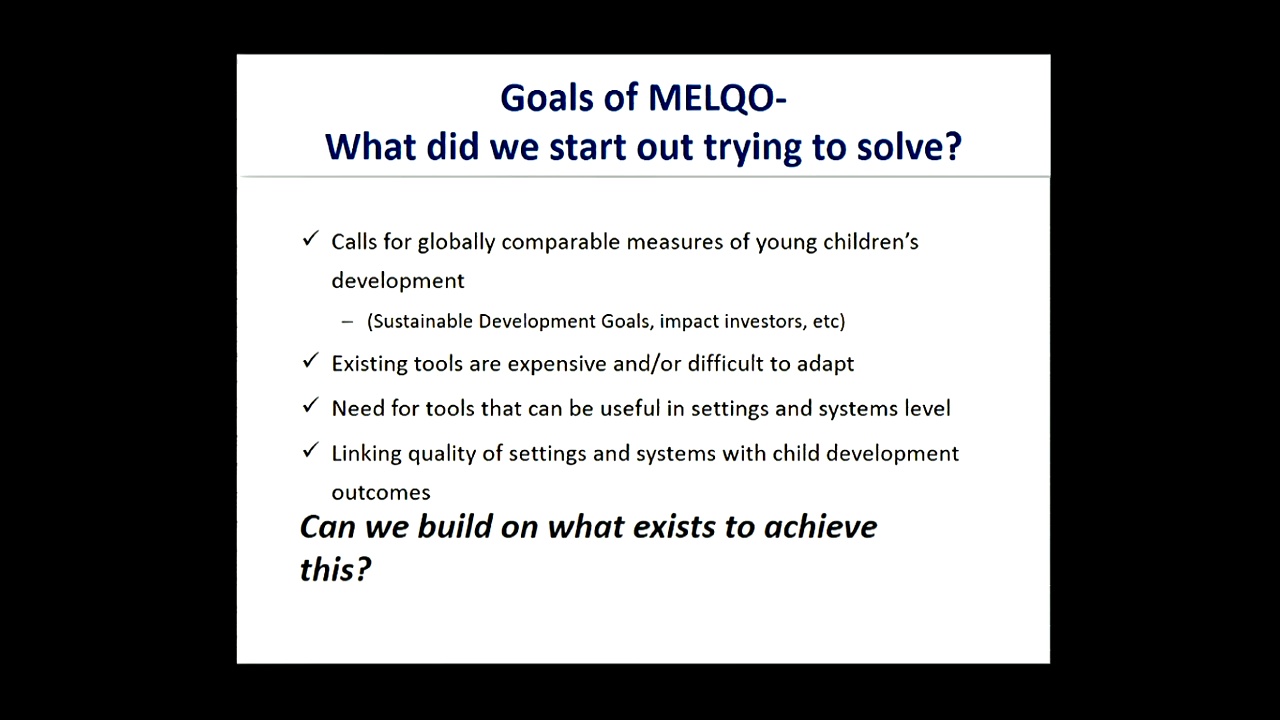 Goals of MELQO-
What did we start out trying to solve?
✓ Calls for globally comparable measures of young children’s
development
– (Sustainable Development Goals, impact investors, etc)
✓ Existing tools are expensive and/or difficult to adapt
✓ Need for tools that can be useful in settings and systems level
✓ Linking quality of settings and systems with child development
outcomes
Can we build on what exists to achieve
this?